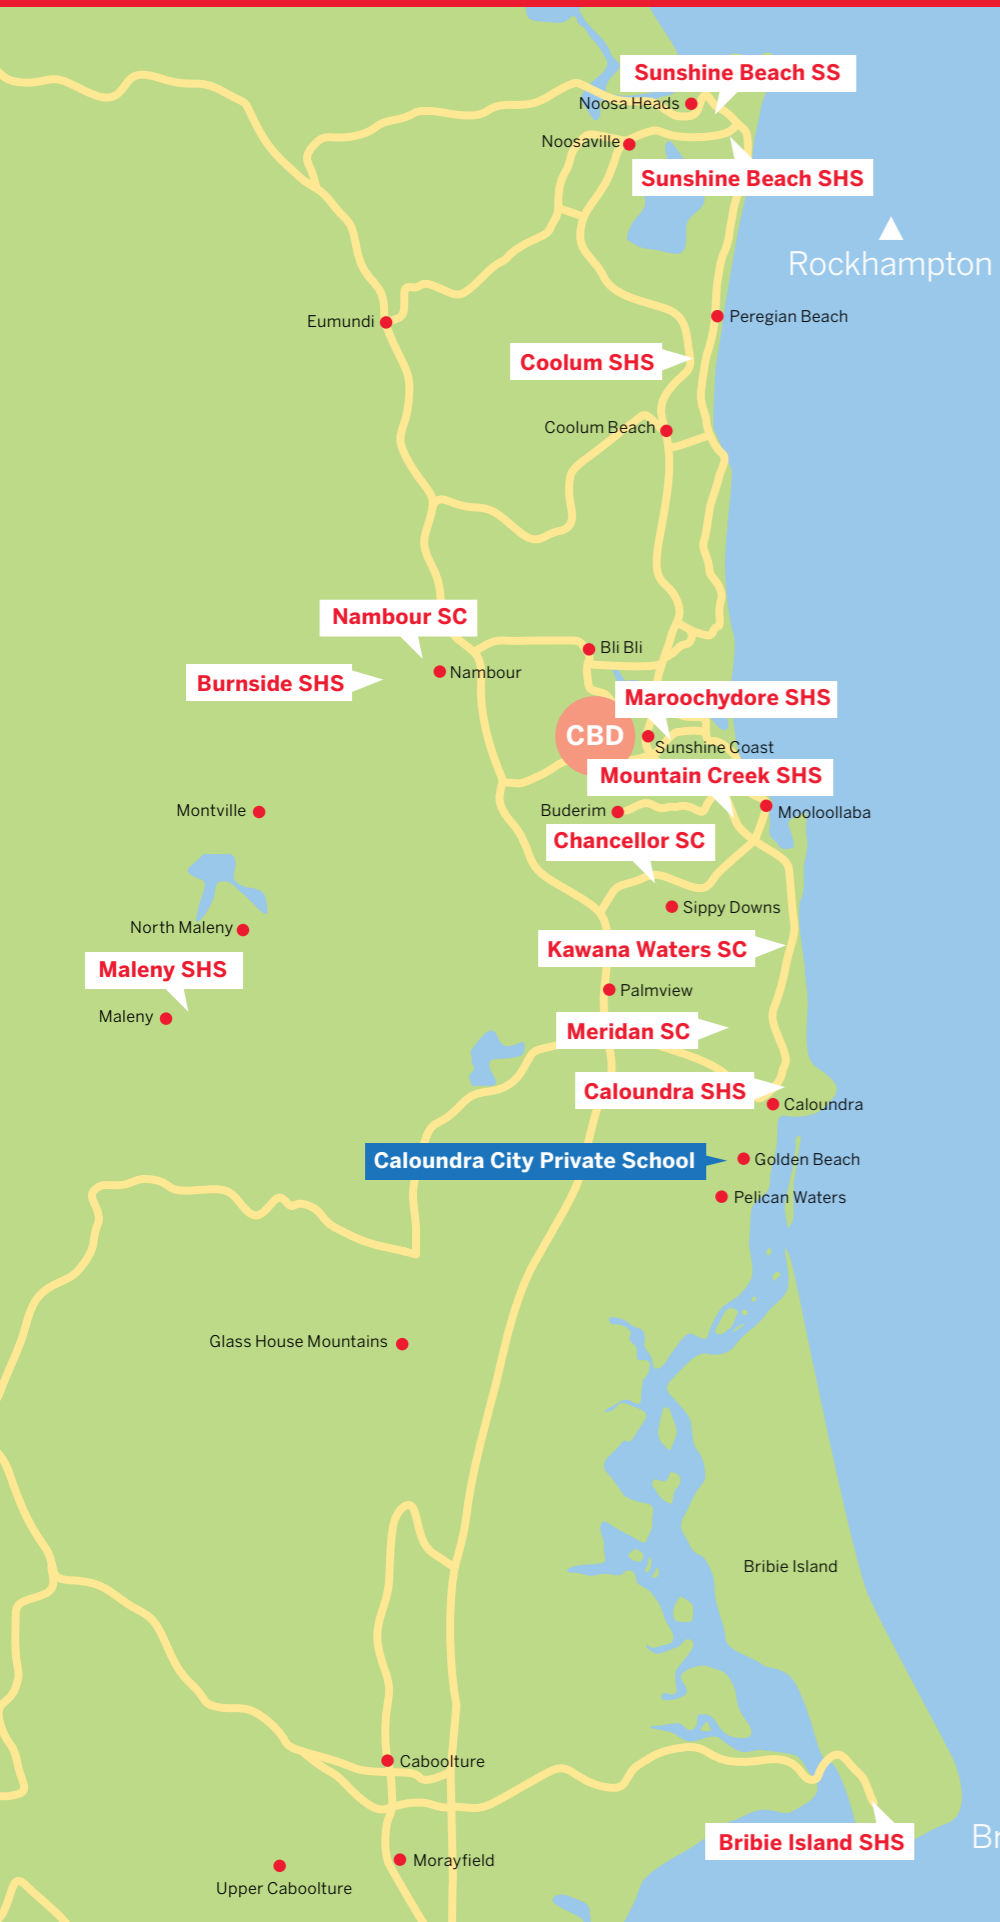 Sunshine Beach SS
Noosa Heads
Noosaville
Sunshine Beach SHS
Rockhampton
Peregian Beach
Eumundi
Coolum SHS
Coolum Beach
Nambour SC
Bli Bli
Nambour
Burnside SHS
Maroochydore SHS
CBD
Sunshine Coast
Mountain Creek SHS
Montville
Buderim
Mooloollaba
Chancellor SC
Sippy Downs
North Maleny
Kawana Waters SC
Maleny SHS
Palmview
Maleny
Meridan SC
Caloundra SHS
Caloundra
Caloundra City Private School
Golden Beach
Pelican Waters
Glass House Mountains
Bribie Island
Caboolture
Br
Bribie Island SHS
Morayfield
Upper Caboolture